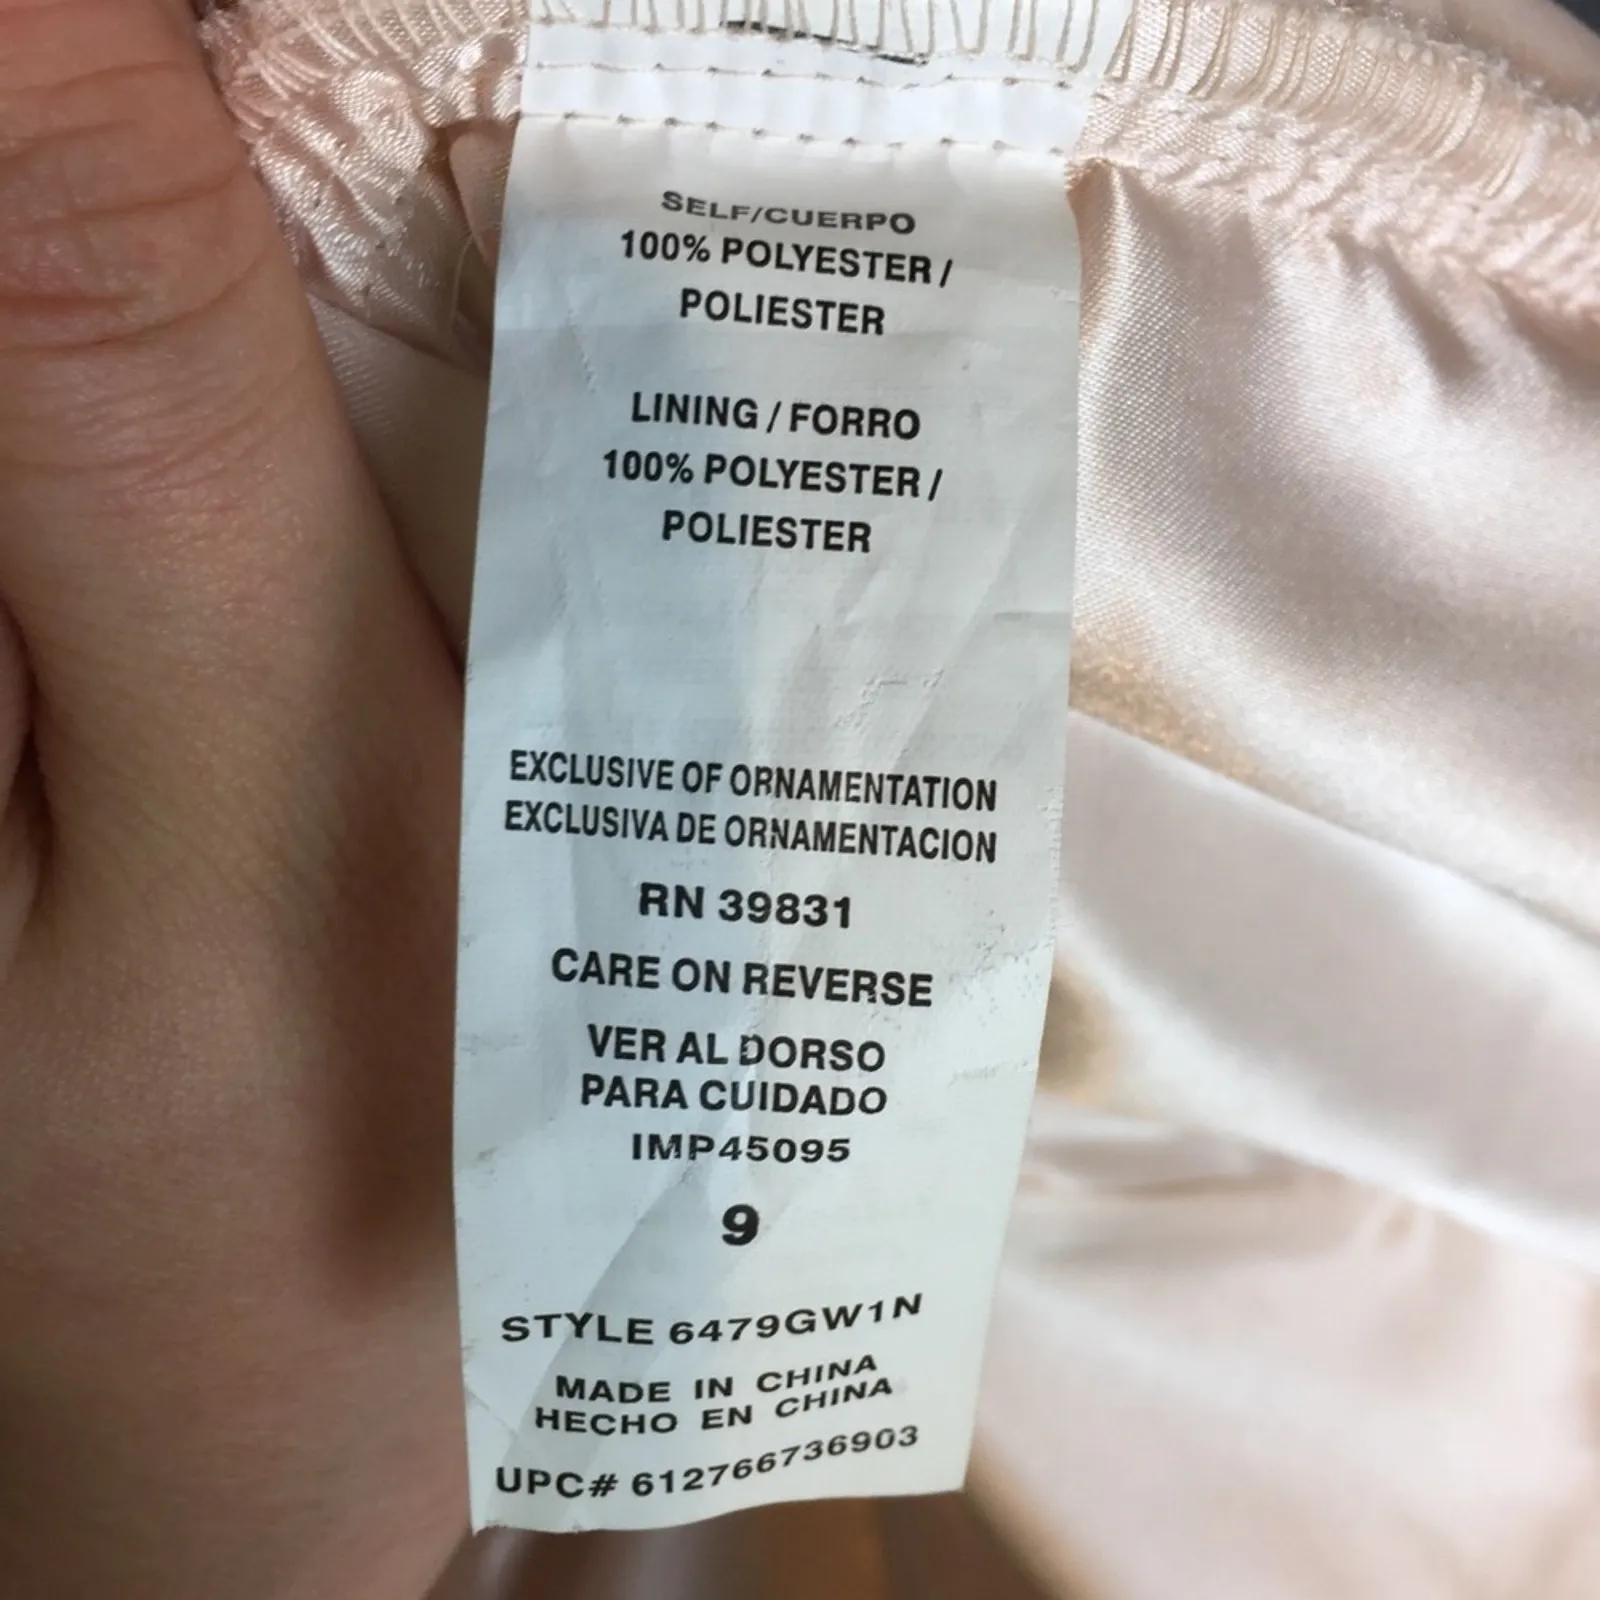 SELF/CUERPO
100% POLYESTER /
POLIESTER
LINING / FORRO
100% POLYESTER /
POLIESTER
EXCLUSIVE OF ORNAMENTATION
EXCLUSIVA DE ORNAMENTACION
RN 39831
CARE ON REVERSE
VER AL DORSO
PARA CUIDADO
IMP45095
9
STYLE 6479GW1N
MADE IN CHINA
HECHO EN CHINA
UPC# 612766736903